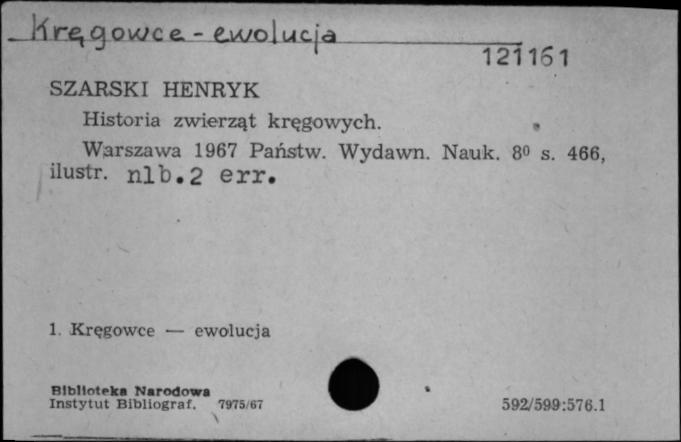 Kręgowce - ewolucja
121161
SZARSKI HENRYK
Historia zwierząt kręgowych.
Warszawa 1967 Państw. Wydawn. Nauk. 8⁰ s. 466,
ilustr. nlb.2 err.
1. Kręgowce — ewolucja
Biblioteka Narodowa
Instytut Bibliograf. 7975/67
592/599:576.1